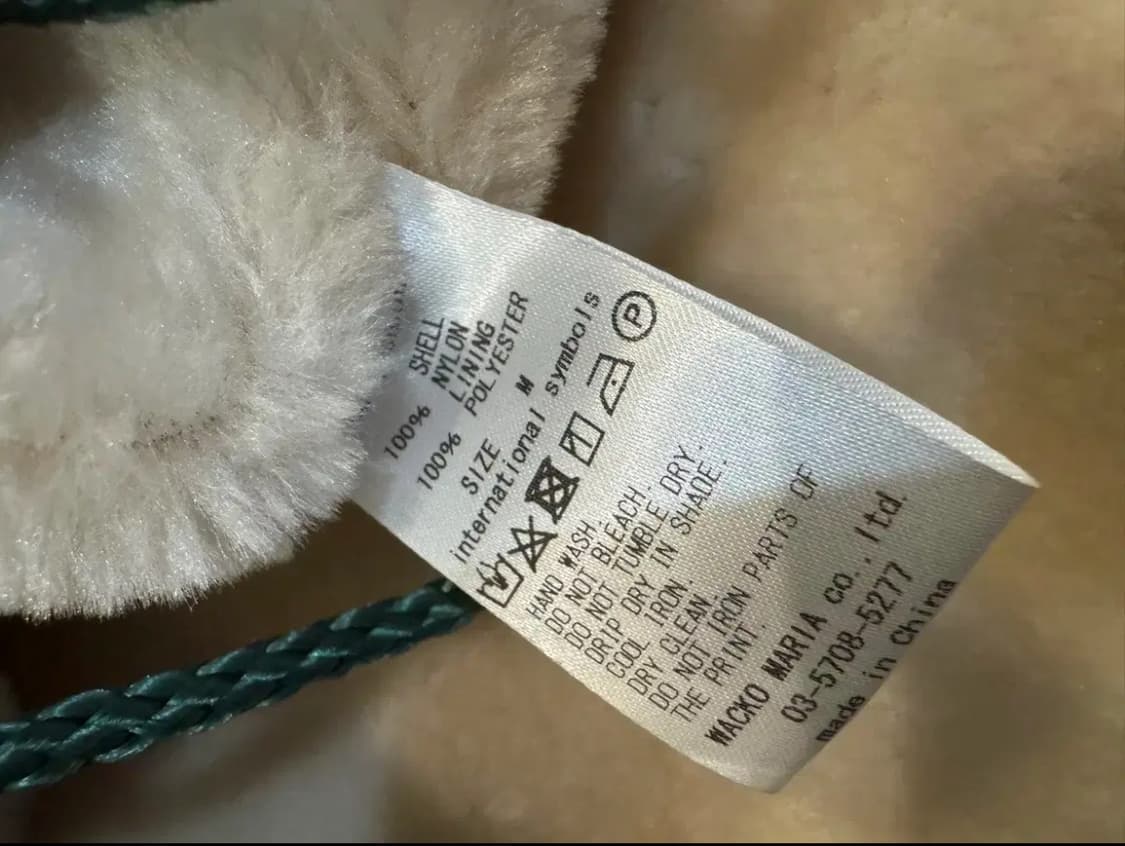 SHELL
100% NYLON
LINING
100% POLYESTER
SIZE M
international symbols
P
HAND WASH.
DO NOT BLEACH
DO NOT TUMBLE DRY.
DRIP DRY IN SHADE.
COOL IRON.
DRY CLEAN
DO NOT IRON PARTS OF
THE PRINT.
WACKO MARIA co., ltd.
03-5708-5277
made in China